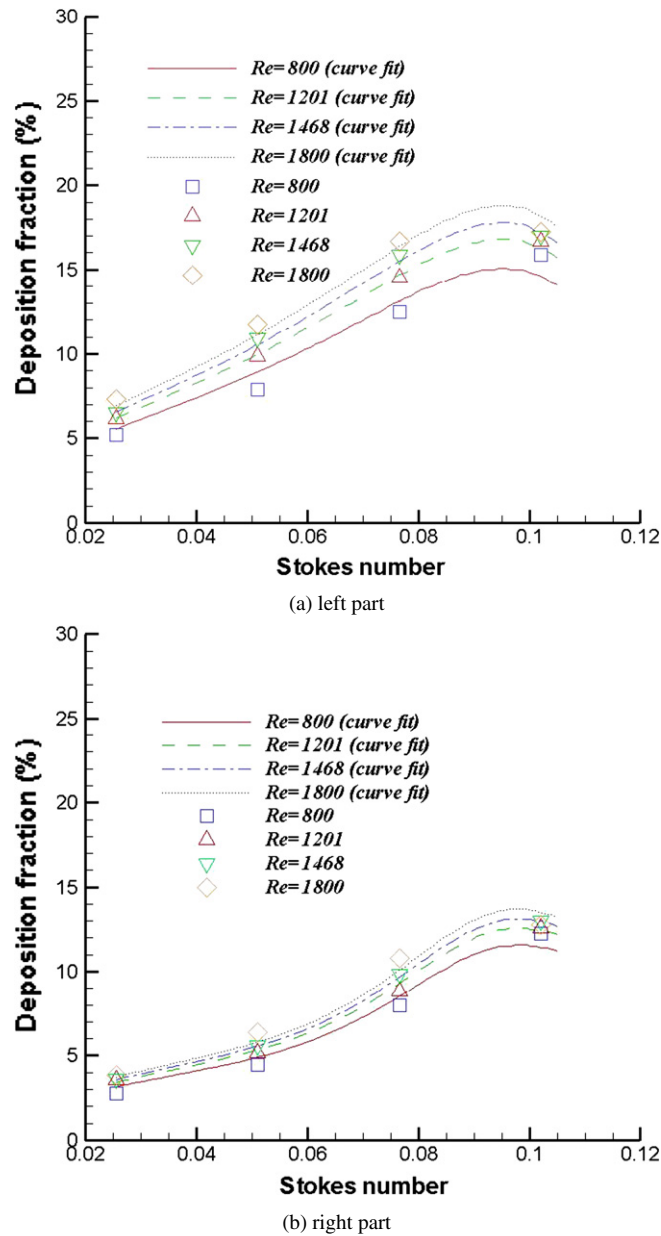 30
25
20
15
10
5
0
Deposition fraction (%)
Re=800 (curve fit)
Re=1201 (curve fit)
Re=1468 (curve fit)
Re=1800 (curve fit)
Re=800
Re=1201
Re=1468
Re=1800
0.02 0.04 0.06 0.08 0.1 0.12
Stokes number
(a) left part
30
25
20
15
10
5
0
Deposition fraction (%)
Re=800 (curve fit)
Re=1201 (curve fit)
Re=1468 (curve fit)
Re=1800 (curve fit)
Re=800
Re=1201
Re=1468
Re=1800
0.02 0.04 0.06 0.08 0.1 0.12
Stokes number
(b) right part